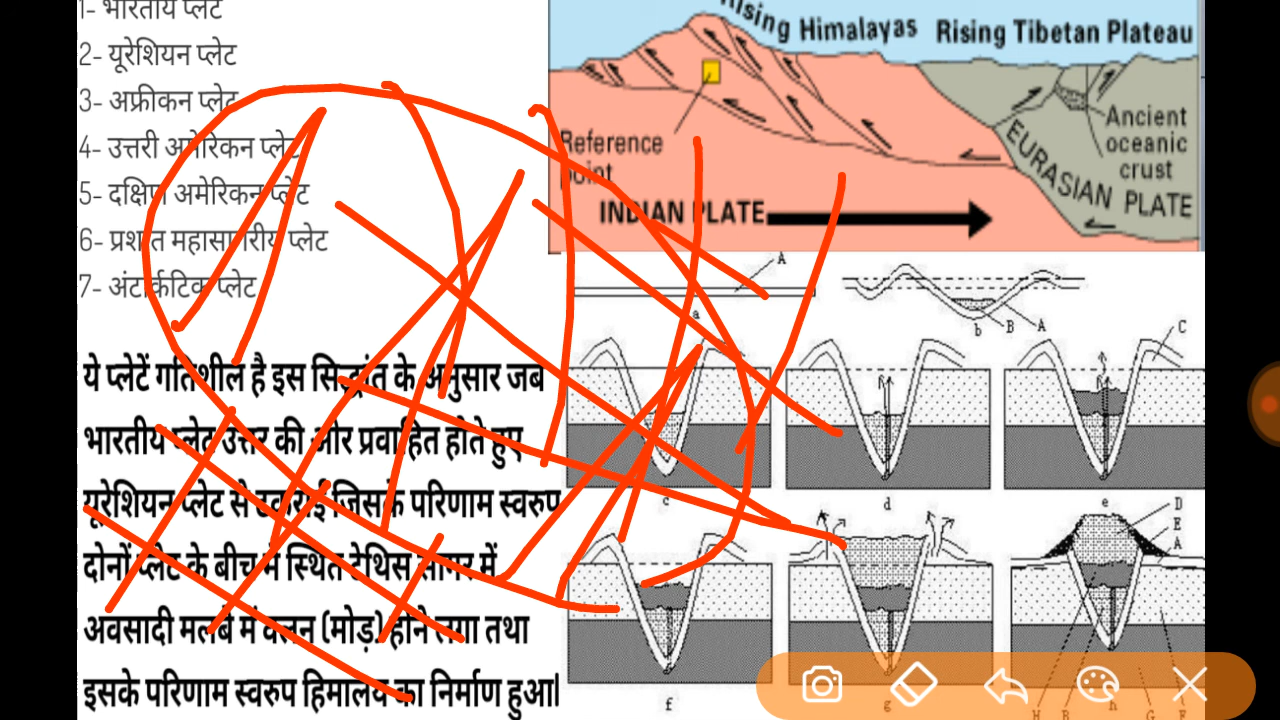 1- भारतीय प्लेट
2- यूरेशियन प्लेट
3- अफ्रीकन प्लेट
4- उत्तरी अमेरिकन प्लेट
5- दक्षिण अमेरिकन प्लेट
6- प्रशांत महासागरीय प्लेट
7- अंटार्कटिक प्लेट
ये प्लेटें गतिशील है इस सिद्धांत के अनुसार जब
भारतीय प्लेट उत्तर की ओर प्रवाहित होते हुए
यूरेशियन प्लेट से टकराई जिसके परिणाम स्वरुप
दोनों प्लेट के बीच में स्थित टेथिस सागर में
अवसादी मलबे में वलन (मोड़) होने लगा तथा
इसके परिणाम स्वरुप हिमालय का निर्माण हुआ।
Rising Himalayas
Rising Tibetan Plateau
Reference
point
Ancient
oceanic
crust
INDIAN PLATE
EURASIAN PLATE
A
a
b B A
C
c
d
e
D
E
A
f
g
h
H B G F